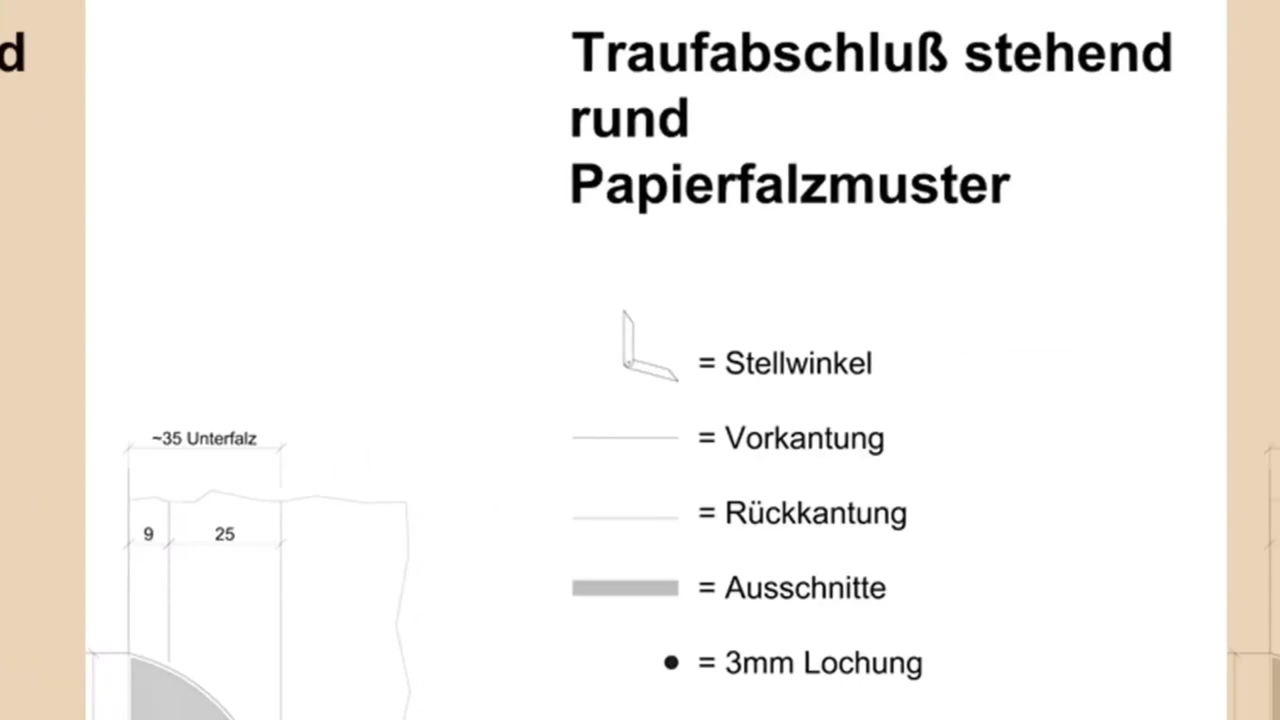 d
Traufabschluß stehend
rund
Papierfalzmuster
= Stellwinkel
~35 Unterfalz
= Vorkantung
9
25
= Rückkantung
= Ausschnitte
= 3mm Lochung